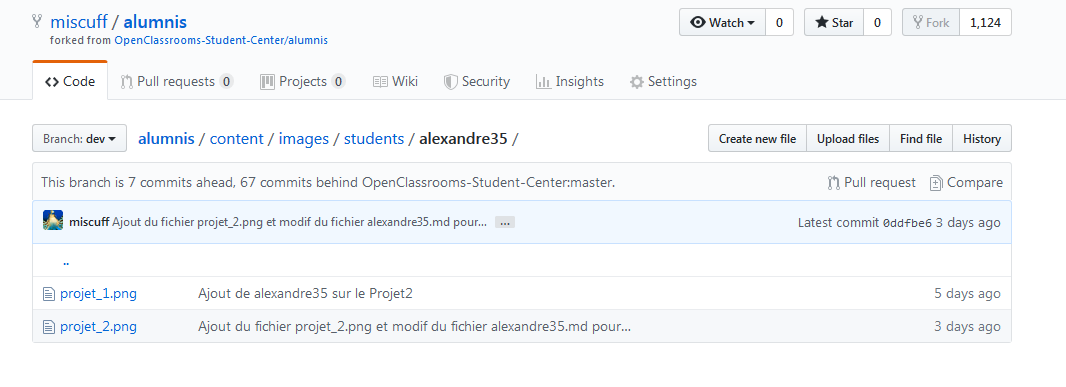 miscuff / alumnis
Watch 0 Star 0 Fork 1,124
forked from OpenClassrooms-Student-Center/alumnis
Code Pull requests 0 Projects 0 Wiki Security Insights Settings
Branch: dev alumnis / content / images / students / alexandre35 / Create new file Upload files Find file History
This branch is 7 commits ahead, 67 commits behind OpenClassrooms-Student-Center:master. Pull request Compare
miscuff Ajout du fichier projet_2.png et modif du fichier alexandre35.md pour... ... Latest commit 0ddfbe6 3 days ago
..
projet_1.png Ajout de alexandre35 sur le Projet2 5 days ago
projet_2.png Ajout du fichier projet_2.png et modif du fichier alexandre35.md pour... 3 days ago